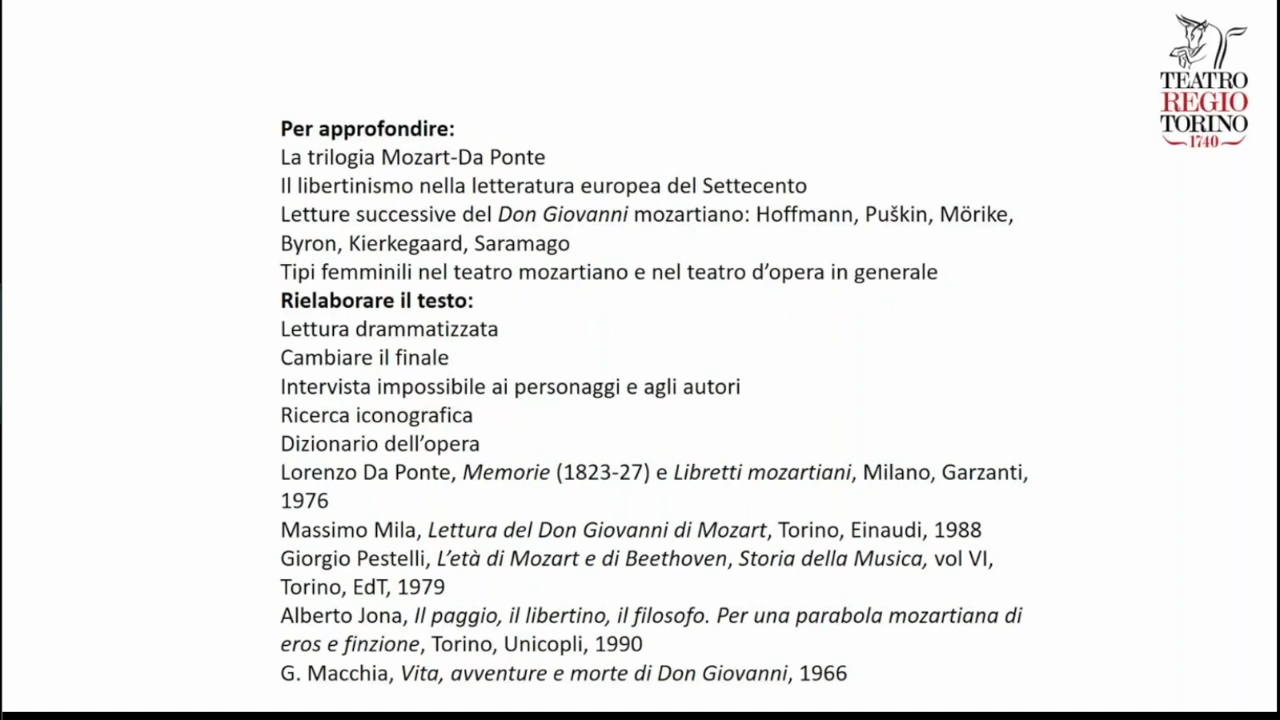 TEATRO
REGIO
TORINO
1740
Per approfondire:
La trilogia Mozart-Da Ponte
Il libertinismo nella letteratura europea del Settecento
Letture successive del Don Giovanni mozartiano: Hoffmann, Puškin, Mörike,
Byron, Kierkegaard, Saramago
Tipi femminili nel teatro mozartiano e nel teatro d’opera in generale
Rielaborare il testo:
Lettura drammatizzata
Cambiare il finale
Intervista impossibile ai personaggi e agli autori
Ricerca iconografica
Dizionario dell’opera
Lorenzo Da Ponte, Memorie (1823-27) e Libretti mozartiani, Milano, Garzanti,
1976
Massimo Mila, Lettura del Don Giovanni di Mozart, Torino, Einaudi, 1988
Giorgio Pestelli, L’età di Mozart e di Beethoven, Storia della Musica, vol VI,
Torino, EdT, 1979
Alberto Jona, Il paggio, il libertino, il filosofo. Per una parabola mozartiana di
eros e finzione, Torino, Unicopli, 1990
G. Macchia, Vita, avventure e morte di Don Giovanni, 1966